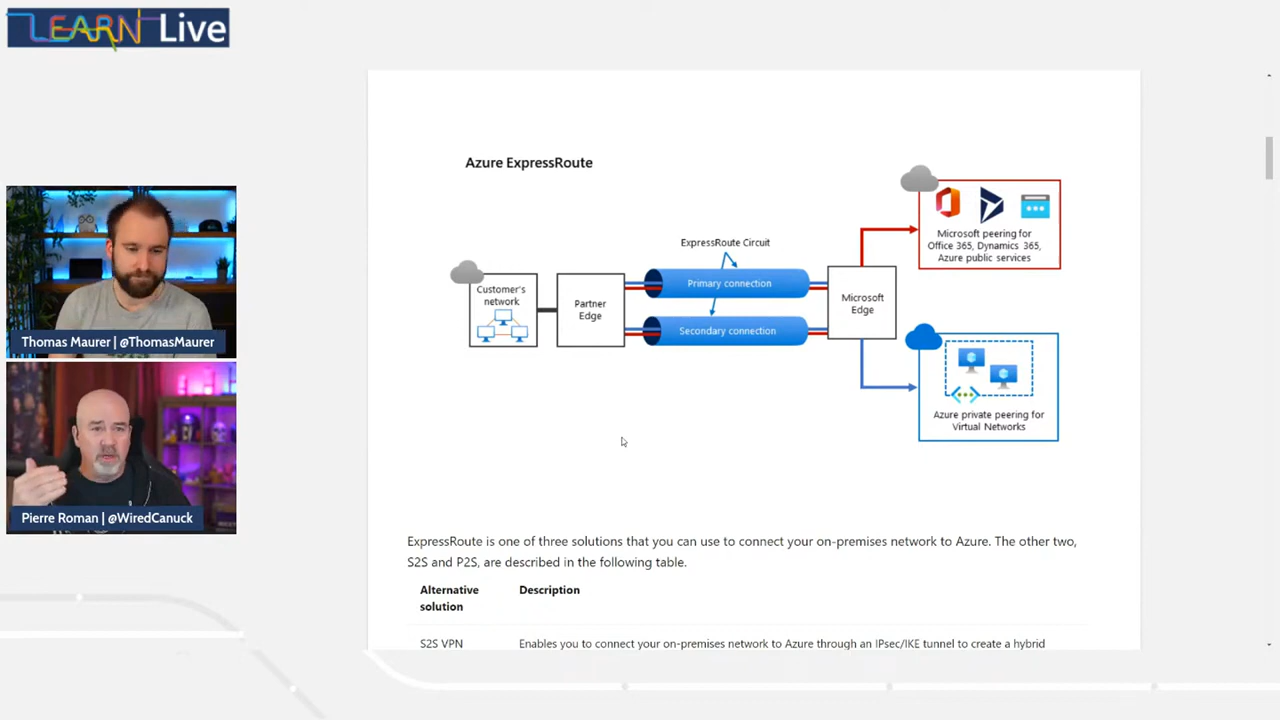 LEARN Live
Thomas Maurer | @ThomasMaurer
Pierre Roman | @WiredCanuck
Azure ExpressRoute
ExpressRoute Circuit
Customer's
network
Partner
Edge
Primary connection
Secondary connection
Microsoft
Edge
Microsoft peering for
Office 365, Dynamics 365,
Azure public services
Azure private peering for
Virtual Networks
ExpressRoute is one of three solutions that you can use to connect your on-premises network to Azure. The other two,
S2S and P2S, are described in the following table.
Alternative
solution
Description
S2S VPN
Enables you to connect your on-premises network to Azure through an IPsec/IKE tunnel to create a hybrid